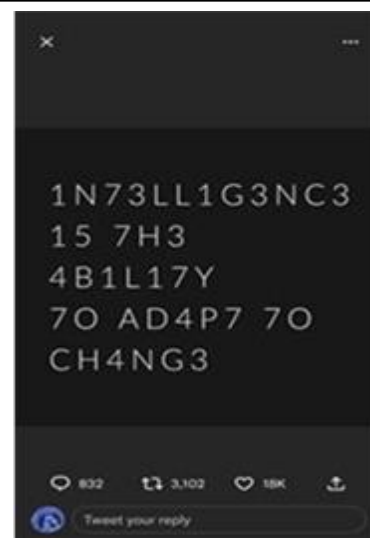 1N73LL1G3NC3
15 7H3
4B1L17Y
7O AD4P7 7O
CH4NG3
832 3,102 18K
Tweet your reply